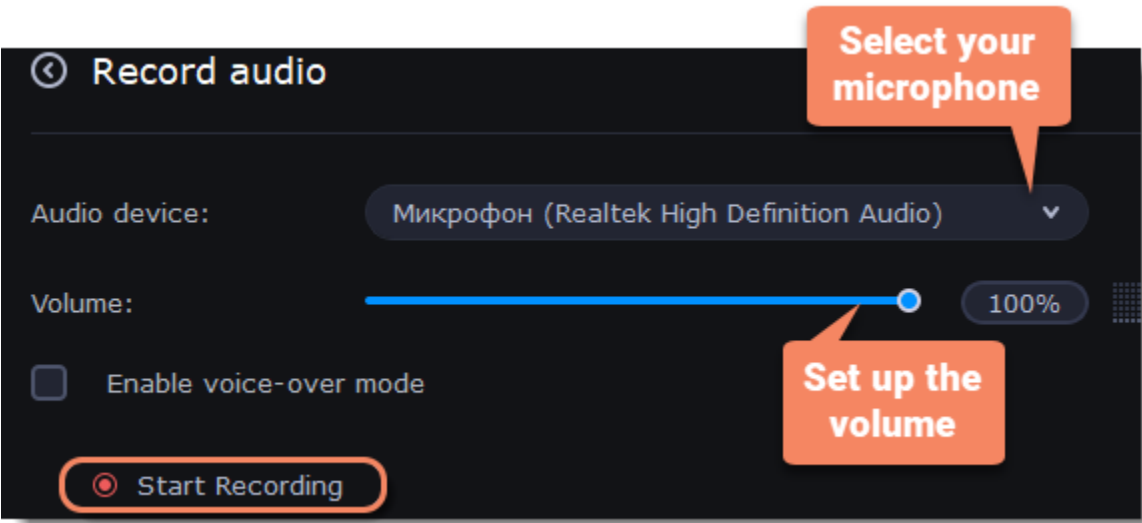 Select your
microphone
Record audio
Audio device:
Микрофон (Realtek High Definition Audio)
Volume:
100%
Set up the
volume
Enable voice-over mode
Start Recording